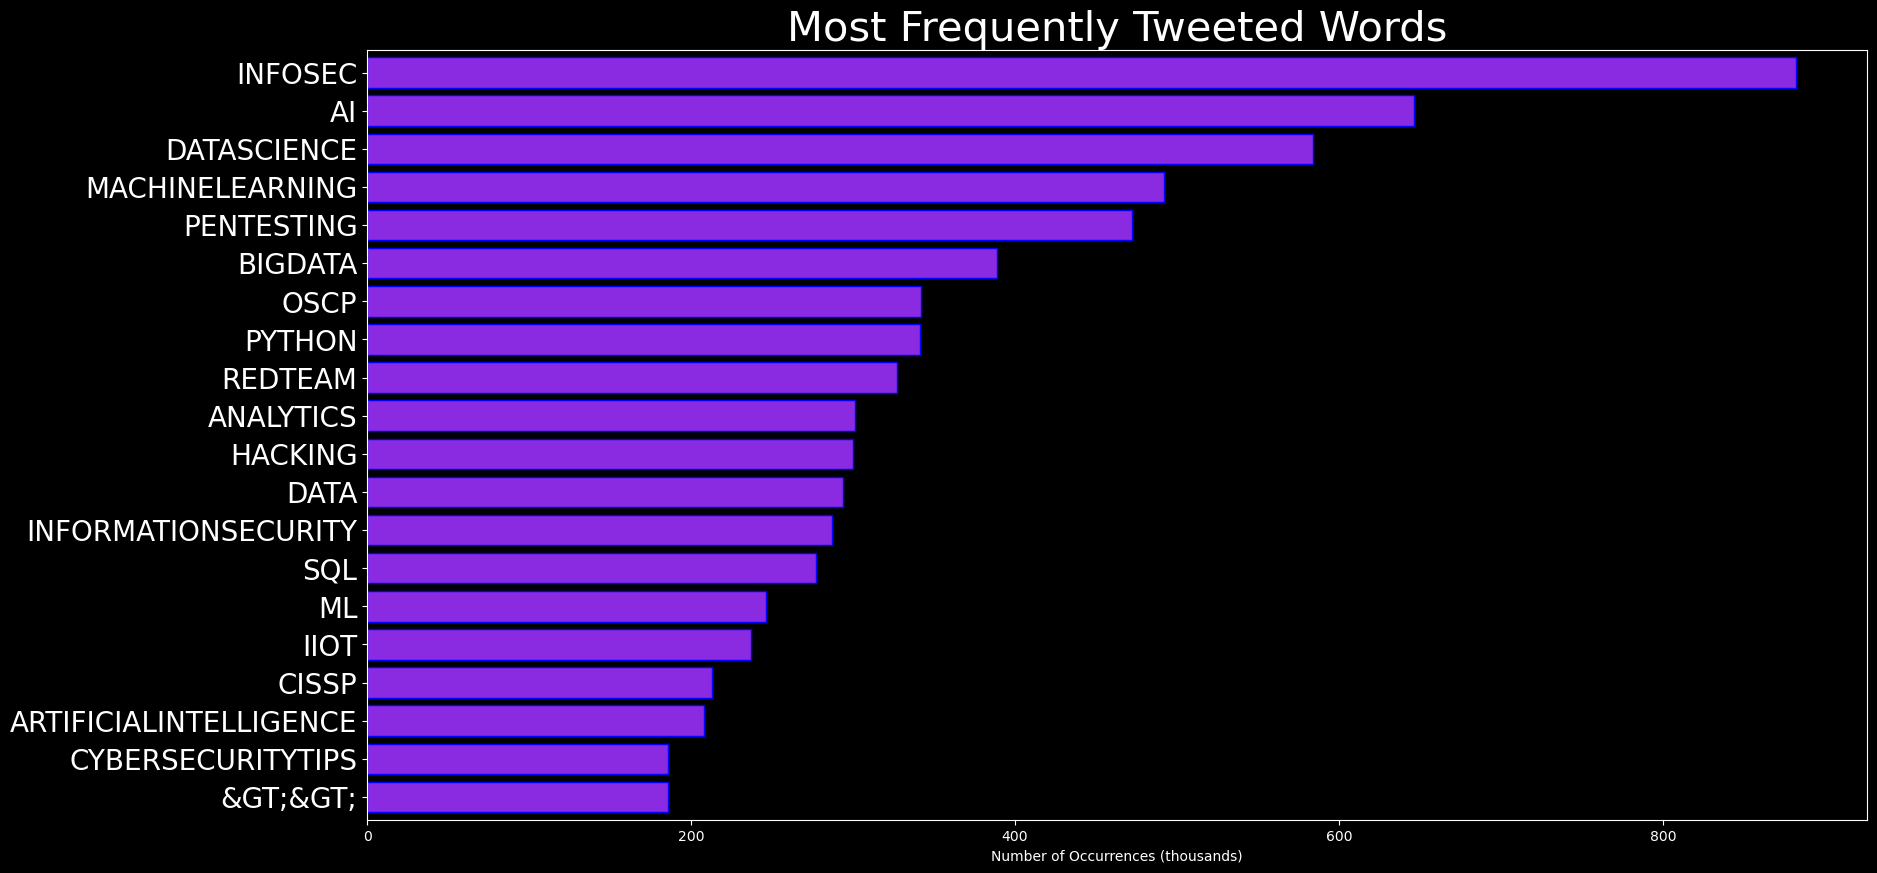 Most Frequently Tweeted Words
INFOSEC
AI
DATASCIENCE
MACHINELEARNING
PENTESTING
BIGDATA
OSCP
PYTHON
REDTEAM
ANALYTICS
HACKING
DATA
INFORMATIONSECURITY
SQL
ML
IIOT
CISSP
ARTIFICIALINTELLIGENCE
CYBERSECURITYTIPS
&GT;&GT;
0 200 400 600 800
Number of Occurrences (thousands)